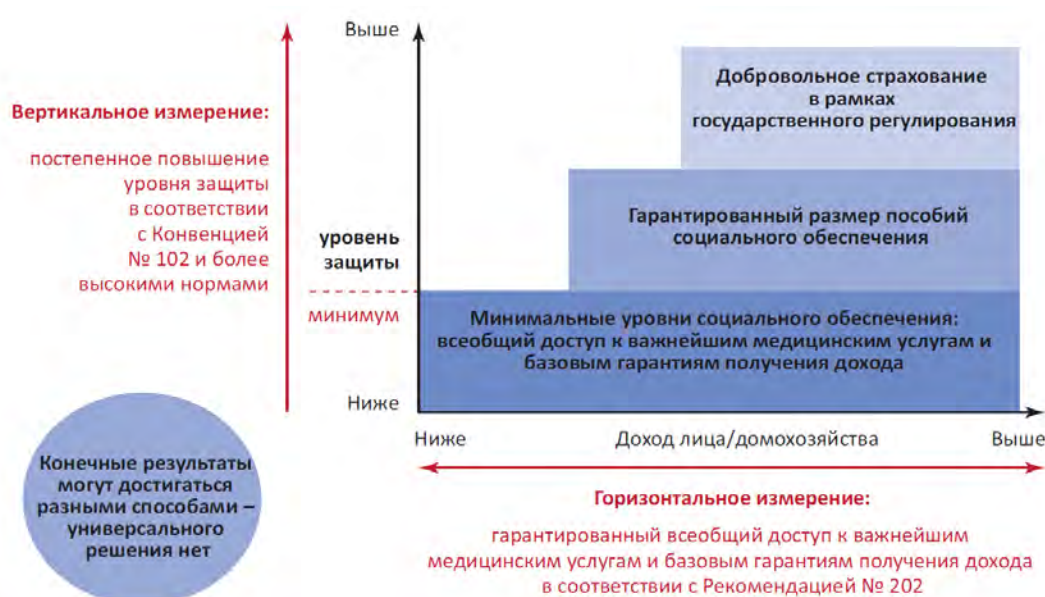 Вертикальное измерение:
постепенное повышение
уровня защиты
в соответствии
с Конвенцией
№ 102 и более
высокими нормами
Выше
уровень
защиты
минимум
Ниже
Добровольное страхование
в рамках
государственного регулирования
Гарантированный размер пособий
социального обеспечения
Минимальные уровни социального обеспечения:
всеобщий доступ к важнейшим медицинским услугам и
базовым гарантиям получения дохода
Ниже
Доход лица/домохозяйства
Выше
Горизонтальное измерение:
гарантированный всеобщий доступ к важнейшим
медицинским услугам и базовым гарантиям получения дохода
в соответствии с Рекомендацией № 202
Конечные результаты
могут достигаться
разными способами –
универсального
решения нет